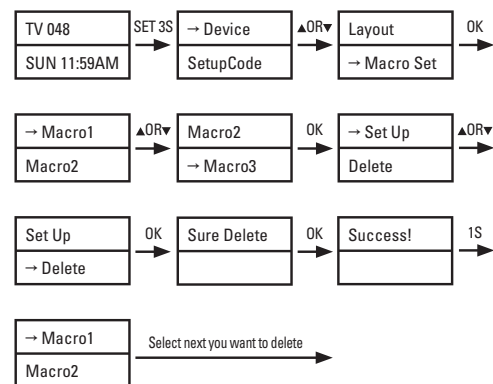 TV 048
SUN 11:59AM
SET 3S
→ Device
SetupCode
▲OR▼
Layout
→ Macro Set
OK
→ Macro1
Macro2
▲OR▼
Macro2
→ Macro3
OK
→ Set Up
Delete
▲OR▼
Set Up
→ Delete
OK
Sure Delete
OK
Success!
1S
→ Macro1
Macro2
Select next you want to delete